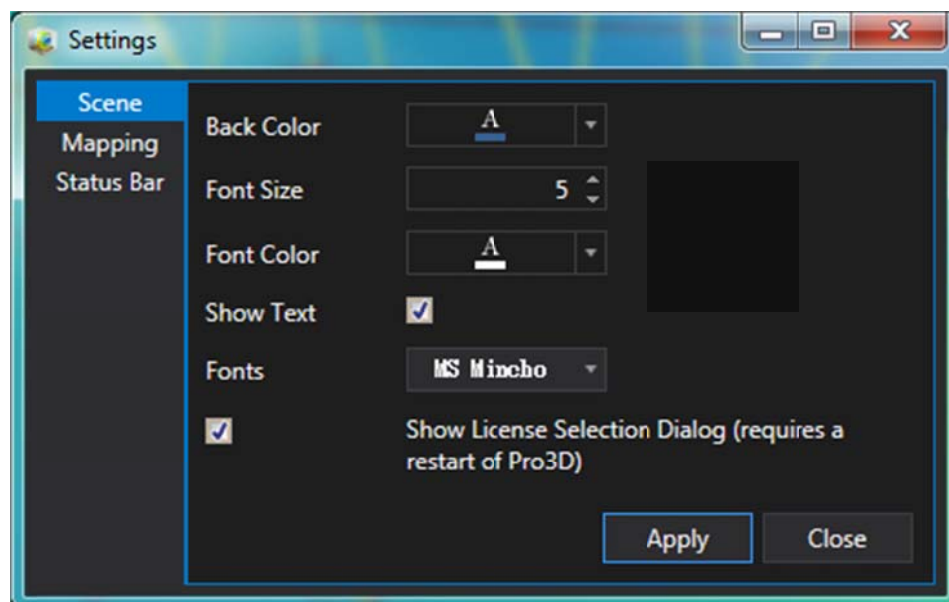 Settings
Scene
Mapping
Status Bar
Back Color
A
Font Size
5
Font Color
A
Show Text
Fonts
MS Mincho
Show License Selection Dialog (requires a
restart of Pro3D)
Apply
Close